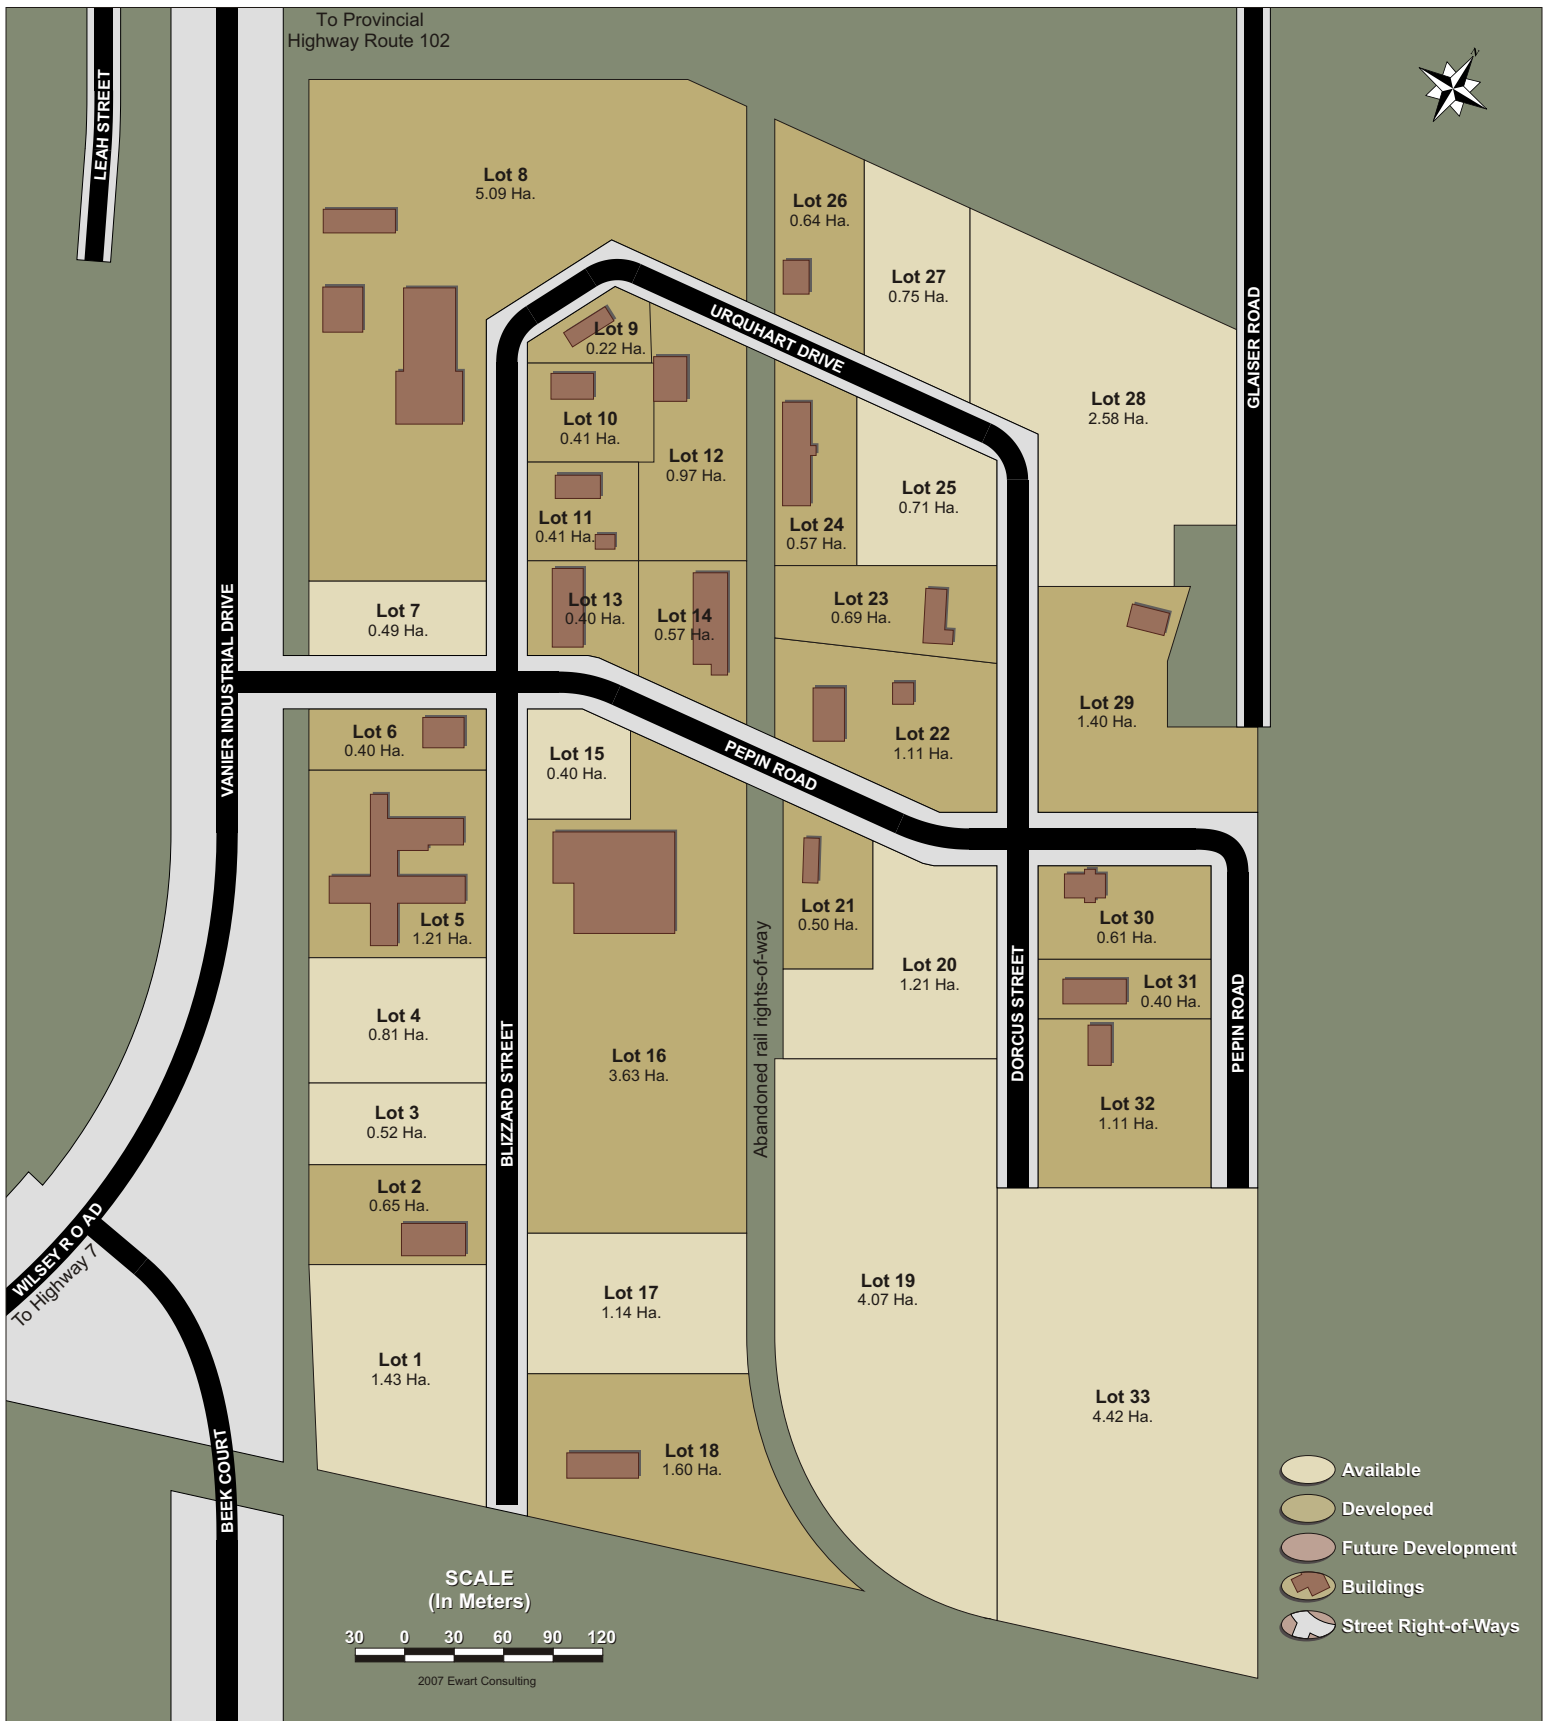 To Provincial
Highway Route 102
N
LEAH STREET
VANIER INDUSTRIAL DRIVE
GLAISER ROAD
URQUHART DRIVE
Lot 8
5.09 Ha.
Lot 26
0.64 Ha.
Lot 27
0.75 Ha.
Lot 9
0.22 Ha.
Lot 28
2.58 Ha.
Lot 10
0.41 Ha.
Lot 12
0.97 Ha.
Lot 25
0.71 Ha.
Lot 11
0.41 Ha.
Lot 24
0.57 Ha.
Lot 7
0.49 Ha.
Lot 13
0.40 Ha.
Lot 14
0.57 Ha.
Lot 23
0.69 Ha.
Lot 29
1.40 Ha.
Lot 6
0.40 Ha.
Lot 15
0.40 Ha.
PEPIN ROAD
Lot 22
1.11 Ha.
Lot 5
1.21 Ha.
Lot 21
0.50 Ha.
Lot 20
1.21 Ha.
Lot 30
0.61 Ha.
Lot 31
0.40 Ha.
Lot 4
0.81 Ha.
BLIZZARD STREET
Lot 16
3.63 Ha.
Abandoned rail rights-of-way
DORCUS STREET
PEPIN ROAD
Lot 3
0.52 Ha.
Lot 32
1.11 Ha.
Lot 2
0.65 Ha.
WILSEY ROAD
To Highway 7
Lot 17
1.14 Ha.
Lot 19
4.07 Ha.
Lot 1
1.43 Ha.
Lot 33
4.42 Ha.
BEEK COURT
Lot 18
1.60 Ha.
Available
Developed
Future Development
Buildings
Street Right-of-Ways
SCALE
(In Meters)
30 0 30 60 90 120
2007 Ewart Consulting